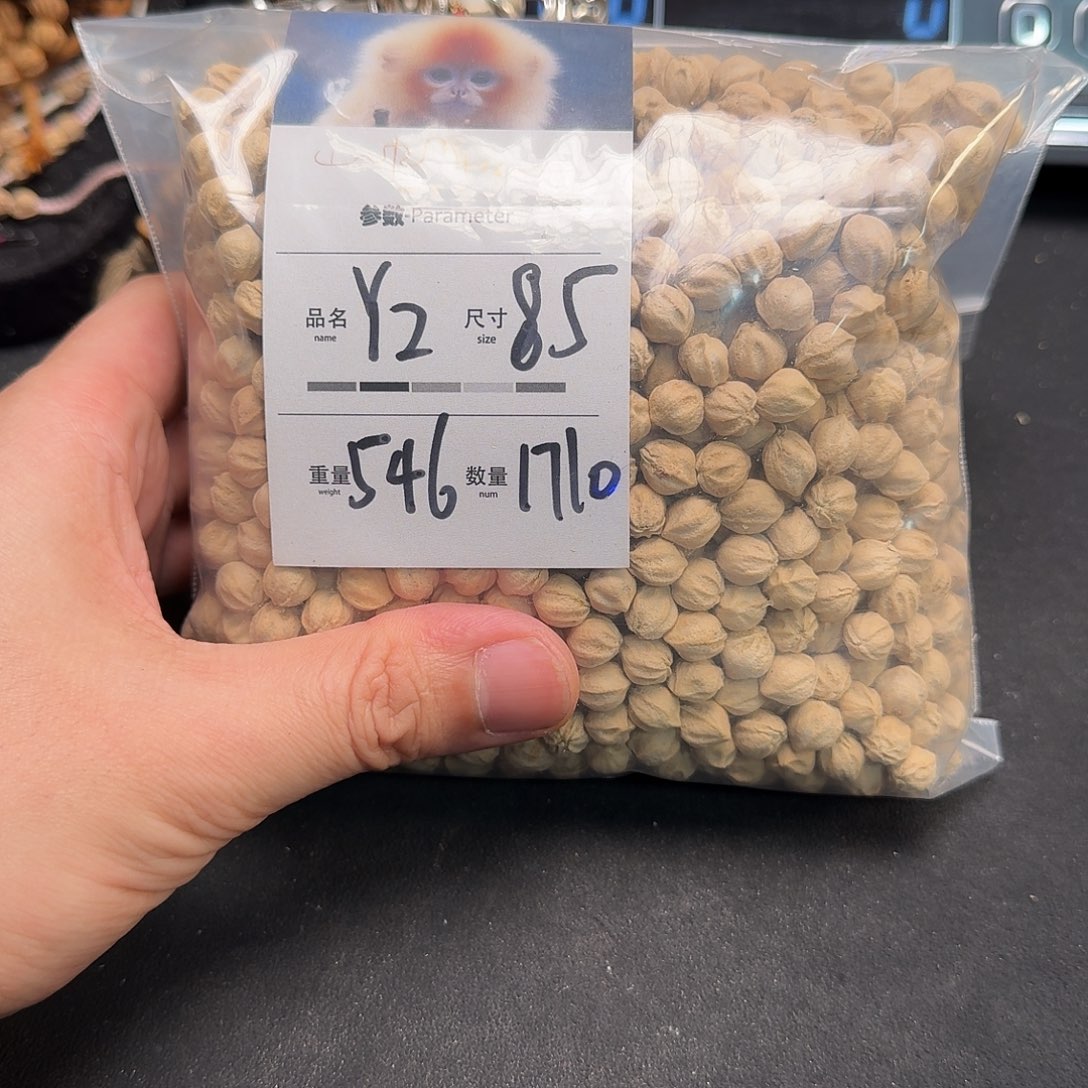 参数-Parameter
品名 Y2 尺寸 85
name size
重量 546 数量 1710
weight num